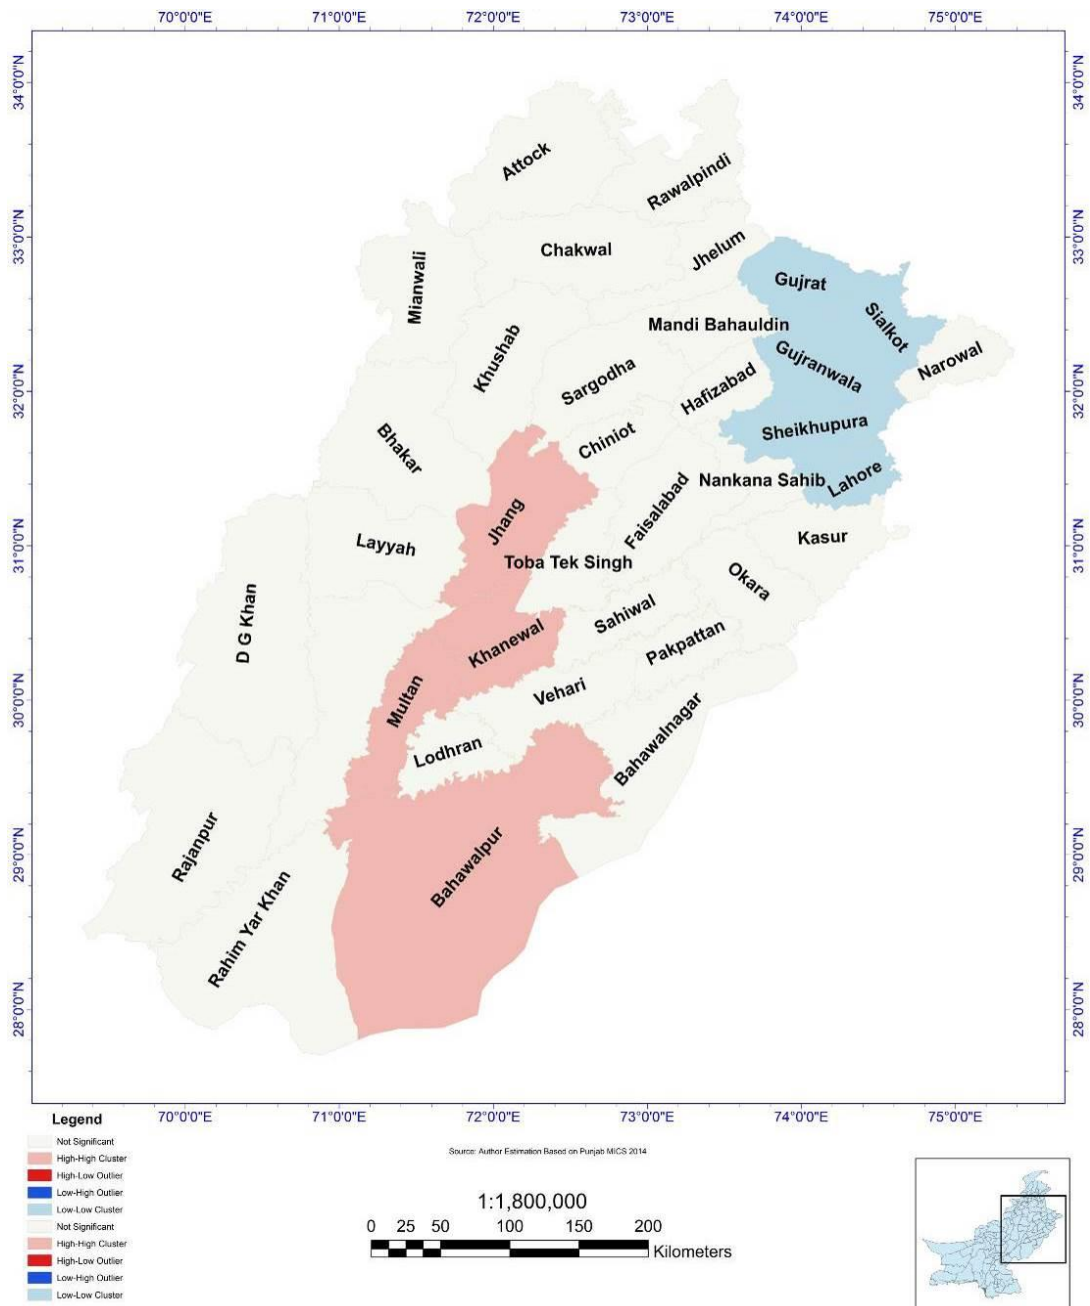 70°0'0"E 71°0'0"E 72°0'0"E 73°0'0"E 74°0'0"E 75°0'0"E
34°0'0"N 34°0'0"N
Attock
Rawalpindi
33°0'0"N 33°0'0"N
Chakwal
Jhelum
Mianwali
Gujrat
Sialkot
Mandi Bahauldin
Khushab
Gujranwala
Narowal
32°0'0"N 32°0'0"N
Sargodha
Hafizabad
Sheikhupura
Chiniot
Bhakar
Lahore
Nankana Sahib
Faisalabad
Jhang
Kasur
31°0'0"N 31°0'0"N
Layyah
Toba Tek Singh
Okara
D G Khan
Sahiwal
Khanewal
Pakpattan
30°0'0"N 30°0'0"N
Multan
Vehari
Lodhran
Bahawalnagar
29°0'0"N 29°0'0"N
Rajanpur
Bahawalpur
Rahim Yar Khan
28°0'0"N 28°0'0"N
70°0'0"E 71°0'0"E 72°0'0"E 73°0'0"E 74°0'0"E 75°0'0"E
Legend
Not Significant
High-High Cluster
High-Low Outlier
Low-High Outlier
Low-Low Cluster
Not Significant
High-High Cluster
High-Low Outlier
Low-High Outlier
Low-Low Cluster
Source: Author Estimation Based on Punjab MICS 2014
1:1,800,000
0 25 50 100 150 200
Kilometers